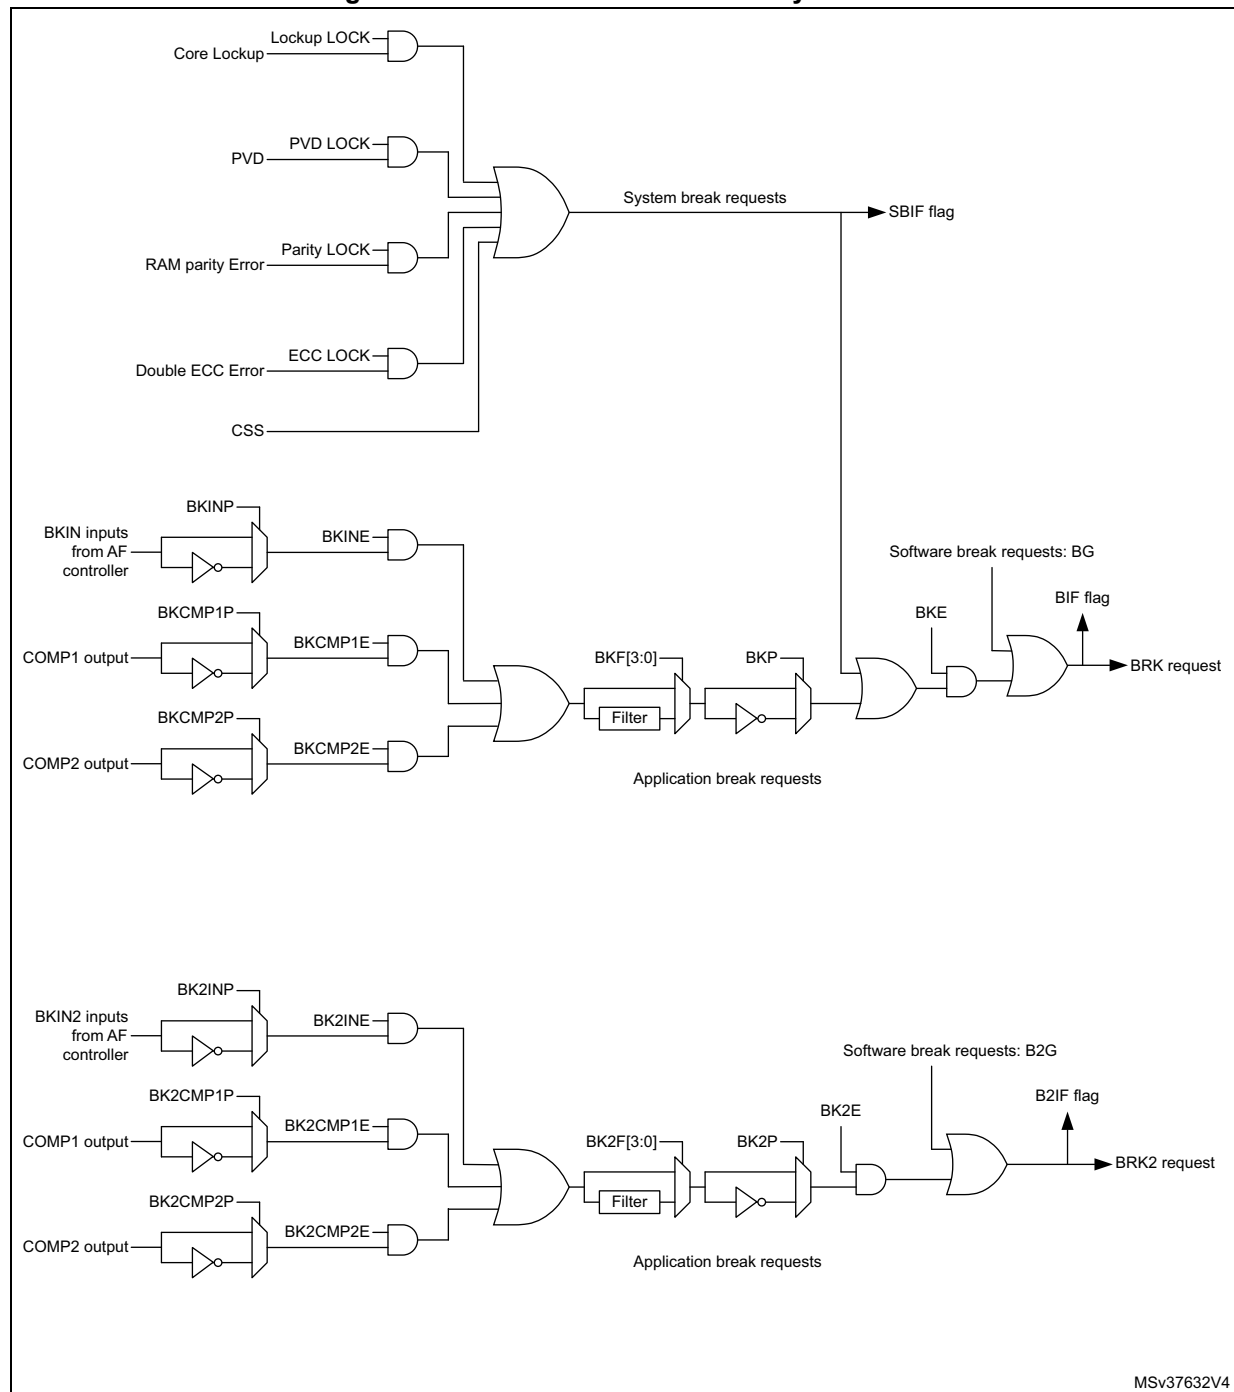 Lockup LOCK
Core Lockup
PVD LOCK
PVD
System break requests
SBIF flag
Parity LOCK
RAM parity Error
ECC LOCK
Double ECC Error
CSS
BKINP
BKIN inputs
from AF
controller
BKINE
Software break requests: BG
BIF flag
BKCMP1P
BKCMP1E
COMP1 output
BKF[3:0]
BKP
BKE
BRK request
BKCMP2P
BKCMP2E
COMP2 output
Filter
Application break requests
BK2INP
BKIN2 inputs
from AF
controller
BK2INE
Software break requests: B2G
B2IF flag
BK2CMP1P
BK2CMP1E
COMP1 output
BK2F[3:0]
BK2P
BK2E
BRK2 request
BK2CMP2P
BK2CMP2E
COMP2 output
Filter
Application break requests
MSv37632V4